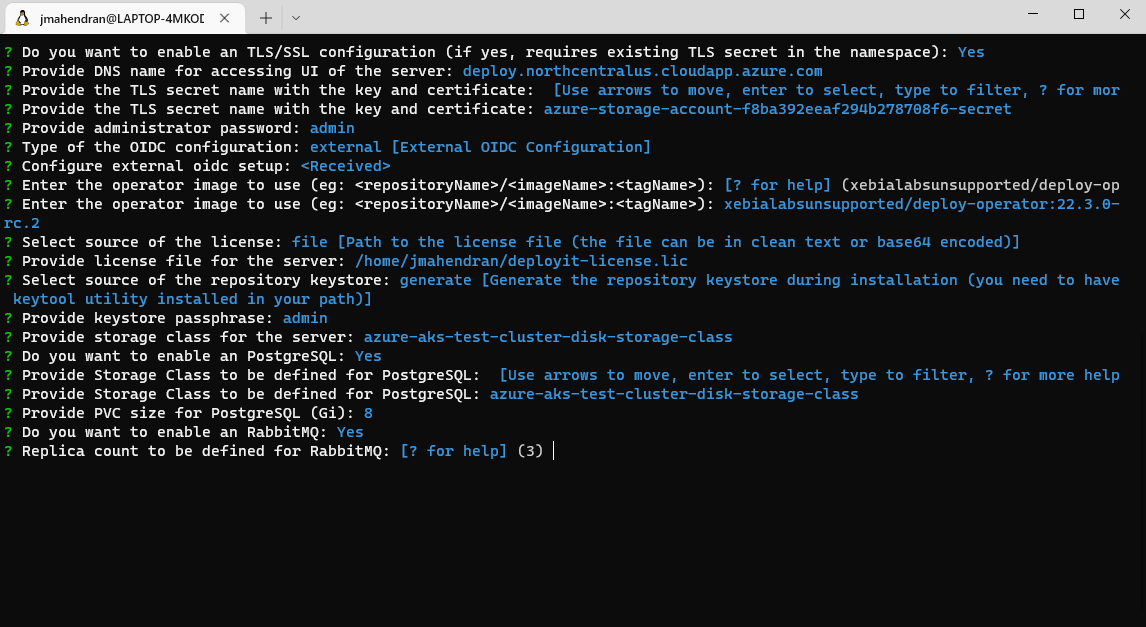 jmahendran@LAPTOP-4MKOD
? Do you want to enable an TLS/SSL configuration (if yes, requires existing TLS secret in the namespace): Yes
? Provide DNS name for accessing UI of the server: deploy.northcentralus.cloudapp.azure.com
? Provide the TLS secret name with the key and certificate:  [Use arrows to move, enter to select, type to filter, ? for mor
? Provide the TLS secret name with the key and certificate: azure-storage-account-f8ba392eeaf294b278708f6-secret
? Provide administrator password: admin
? Type of the OIDC configuration: external [External OIDC Configuration]
? Configure external oidc setup: <Received>
? Enter the operator image to use (eg: <repositoryName>/<imageName>:<tagName>): [? for help] (xebialabsunsupported/deploy-op
? Enter the operator image to use (eg: <repositoryName>/<imageName>:<tagName>): xebialabsunsupported/deploy-operator:22.3.0-
rc.2
? Select source of the license: file [Path to the license file (the file can be in clean text or base64 encoded)]
? Provide license file for the server: /home/jmahendran/deployit-license.lic
? Select source of the repository keystore: generate [Generate the repository keystore during installation (you need to have
 keytool utility installed in your path)]
? Provide keystore passphrase: admin
? Provide storage class for the server: azure-aks-test-cluster-disk-storage-class
? Do you want to enable an PostgreSQL: Yes
? Provide Storage Class to be defined for PostgreSQL:  [Use arrows to move, enter to select, type to filter, ? for more help
? Provide Storage Class to be defined for PostgreSQL: azure-aks-test-cluster-disk-storage-class
? Provide PVC size for PostgreSQL (Gi): 8
? Do you want to enable an RabbitMQ: Yes
? Replica count to be defined for RabbitMQ: [? for help] (3)